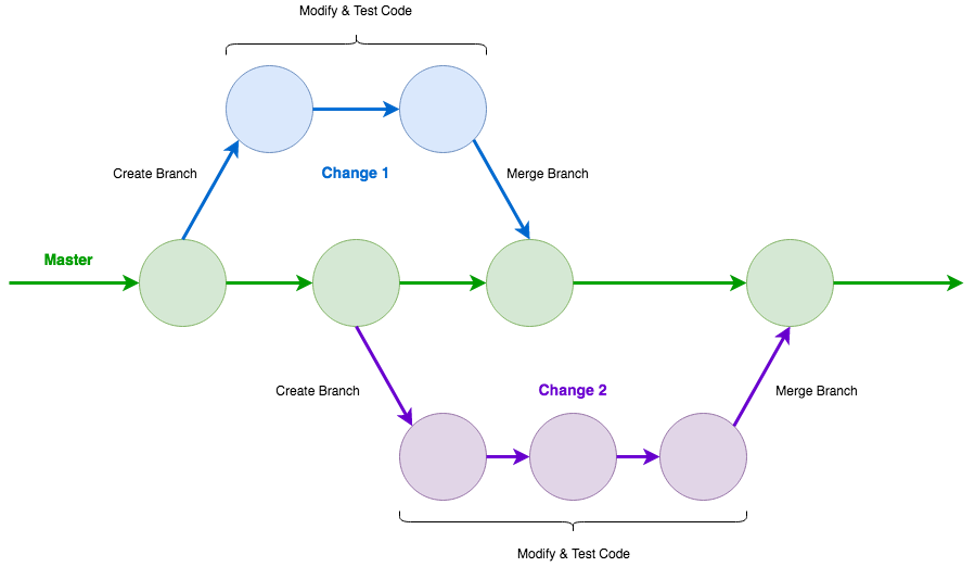 Modify & Test Code
Create Branch
Change 1
Merge Branch
Master
Create Branch
Change 2
Merge Branch
Modify & Test Code